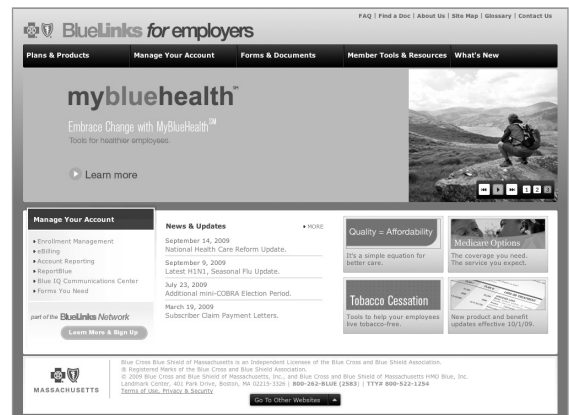 FAQ | Find a Doc | About Us | Site Map | Glossary | Contact Us
BlueLinks for employers
Plans & Products
Manage Your Account
Forms & Documents
Member Tools & Resources
What's New
mybluehealth℠
Embrace Change with MyBlueHealth℠
Tools for healthier employees.
Learn more
1 2 3
Manage Your Account
Enrollment Management
eBilling
Account Reporting
ReportBlue
Blue IQ Communications Center
Forms You Need
part of the BlueLinks Network
Learn More & Sign Up
News & Updates
MORE
September 14, 2009
National Health Care Reform Update.
September 9, 2009
Latest H1N1, Seasonal Flu Update.
July 23, 2009
Additional mini-COBRA Election Period.
March 19, 2009
Subscriber Claim Payment Letters.
Quality = Affordability
It's a simple equation for
better care.
Medicare Options
The coverage you need.
The service you expect.
Tobacco Cessation
Tools to help your employees
live tobacco-free.
New product and benefit
updates effective 10/1/09.
MASSACHUSETTS
Blue Cross Blue Shield of Massachusetts is an Independent Licensee of the Blue Cross and Blue Shield Association.
® Registered Marks of the Blue Cross and Blue Shield Association.
© 2009 Blue Cross and Blue Shield of Massachusetts, Inc., and Blue Cross and Blue Shield of Massachusetts HMO Blue, Inc.
Landmark Center, 401 Park Drive, Boston, MA 02215-3326 | 800-262-BLUE (2583) | TTY# 800-522-1254
Terms of Use, Privacy & Security
Go To Other Websites